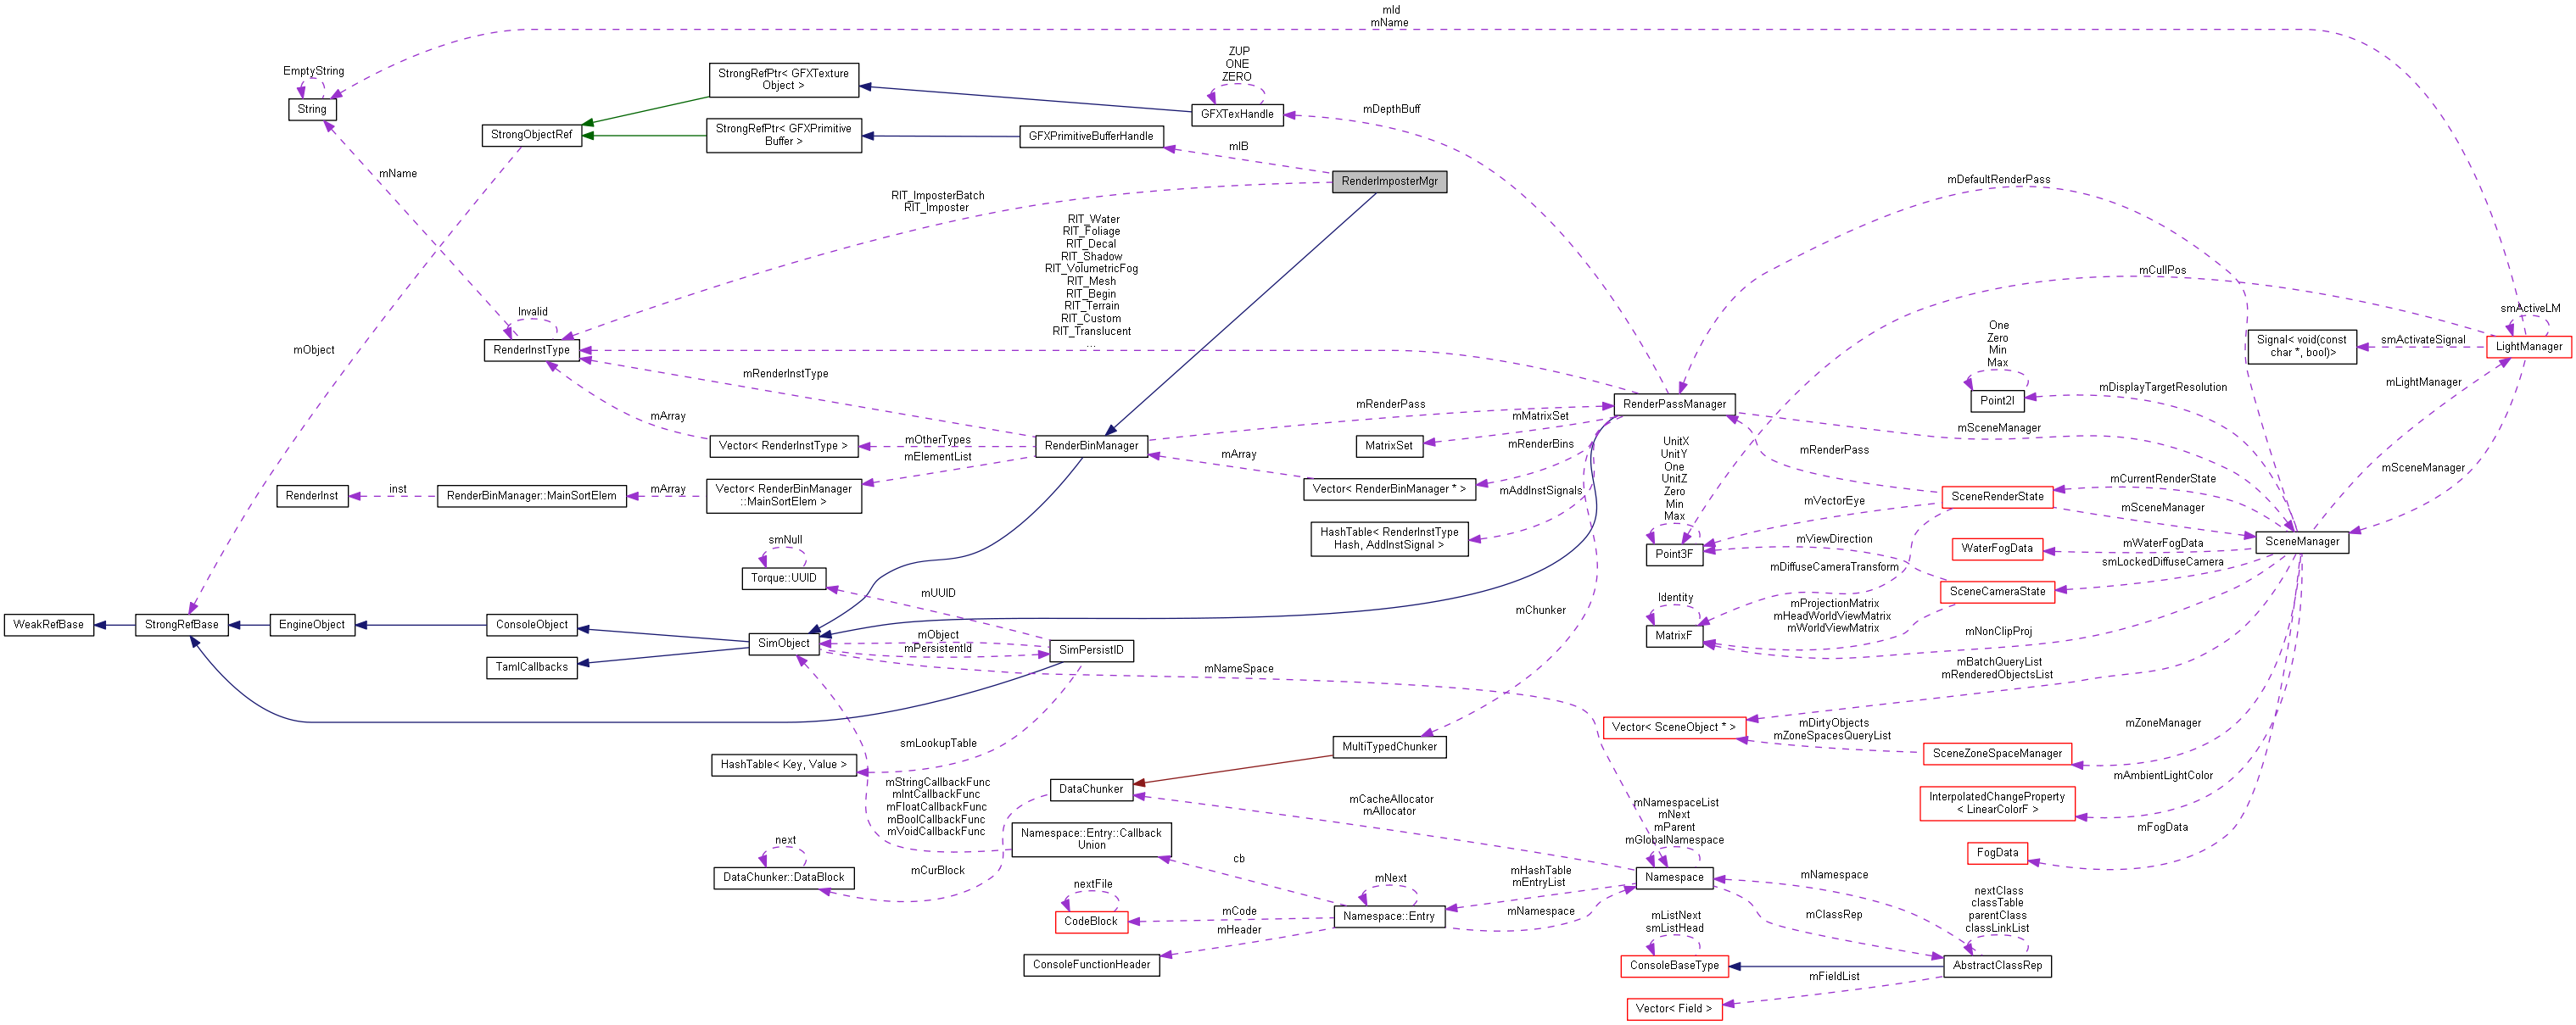 mId
mName
EmptyString
String
StrongRefPtr< GFXTexture
Object >
ZUP
ONE
ZERO
GFXTexHandle
mDepthBuff
StrongObjectRef
StrongRefPtr< GFXPrimitive
Buffer >
GFXPrimitiveBufferHandle
mIB
mName
RenderImposterMgr
RIT_ImposterBatch
RIT_Imposter
mDefaultRenderPass
RIT_Water
RIT_Foliage
RIT_Decal
RIT_Shadow
RIT_VolumetricFog
RIT_Mesh
RIT_Begin
RIT_Terrain
RIT_Custom
RIT_Translucent
...
mCullPos
smActiveLM
LightManager
smActivateSignal
Signal< void(const
char *, bool)>
Invalid
RenderInstType
mObject
One
Zero
Min
Max
Point2I
mDisplayTargetResolution
mLightManager
mRenderInstType
mRenderPass
RenderPassManager
mArray
mMatrixSet
mSceneManager
MatrixSet
Vector< RenderInstType >
mOtherTypes
mElementList
RenderBinManager
mRenderBins
mArray
UnitX
UnitY
One
UnitZ
Zero
Min
Max
mRenderPass
mSceneManager
RenderInst
inst
RenderBinManager::MainSortElem
mArray
Vector< RenderBinManager
::MainSortElem >
Vector< RenderBinManager * >
mAddInstSignals
mCurrentRenderState
SceneRenderState
mVectorEye
mSceneManager
HashTable< RenderInstType
Hash, AddInstSignal >
Point3F
mViewDirection
SceneManager
WaterFogData
mWaterFogData
smLockedDiffuseCamera
smNull
Torque::UUID
mUUID
mDiffuseCameraTransform
SceneCameraState
Identity
MatrixF
mProjectionMatrix
mHeadWorldViewMatrix
mWorldViewMatrix
mNonClipProj
mChunker
WeakRefBase
StrongRefBase
EngineObject
ConsoleObject
TamlCallbacks
SimObject
mObject
mPersistentId
SimPersistID
mNameSpace
mBatchQueryList
mRenderedObjectsList
Vector< SceneObject * >
mDirtyObjects
mZoneSpacesQueryList
mZoneManager
SceneZoneSpaceManager
smLookupTable
HashTable< Key, Value >
MultiTypedChunker
mStringCallbackFunc
mIntCallbackFunc
mFloatCallbackFunc
mBoolCallbackFunc
mVoidCallbackFunc
DataChunker
mCacheAllocator
mAllocator
mNamespaceList
mNext
mParent
mGlobalNamespace
mAmbientLightColor
InterpolatedChangeProperty
< LinearColorF >
mFogData
FogData
Namespace::Entry::Callback
Union
next
DataChunker::DataBlock
mCurBlock
cb
mNext
mHashTable
mEntryList
Namespace
mNamespace
nextFile
CodeBlock
mCode
mHeader
Namespace::Entry
mNamespace
mClassRep
nextClass
classTable
parentClass
classLinkList
mListNext
smListHead
ConsoleFunctionHeader
ConsoleBaseType
AbstractClassRep
mFieldList
Vector< Field >